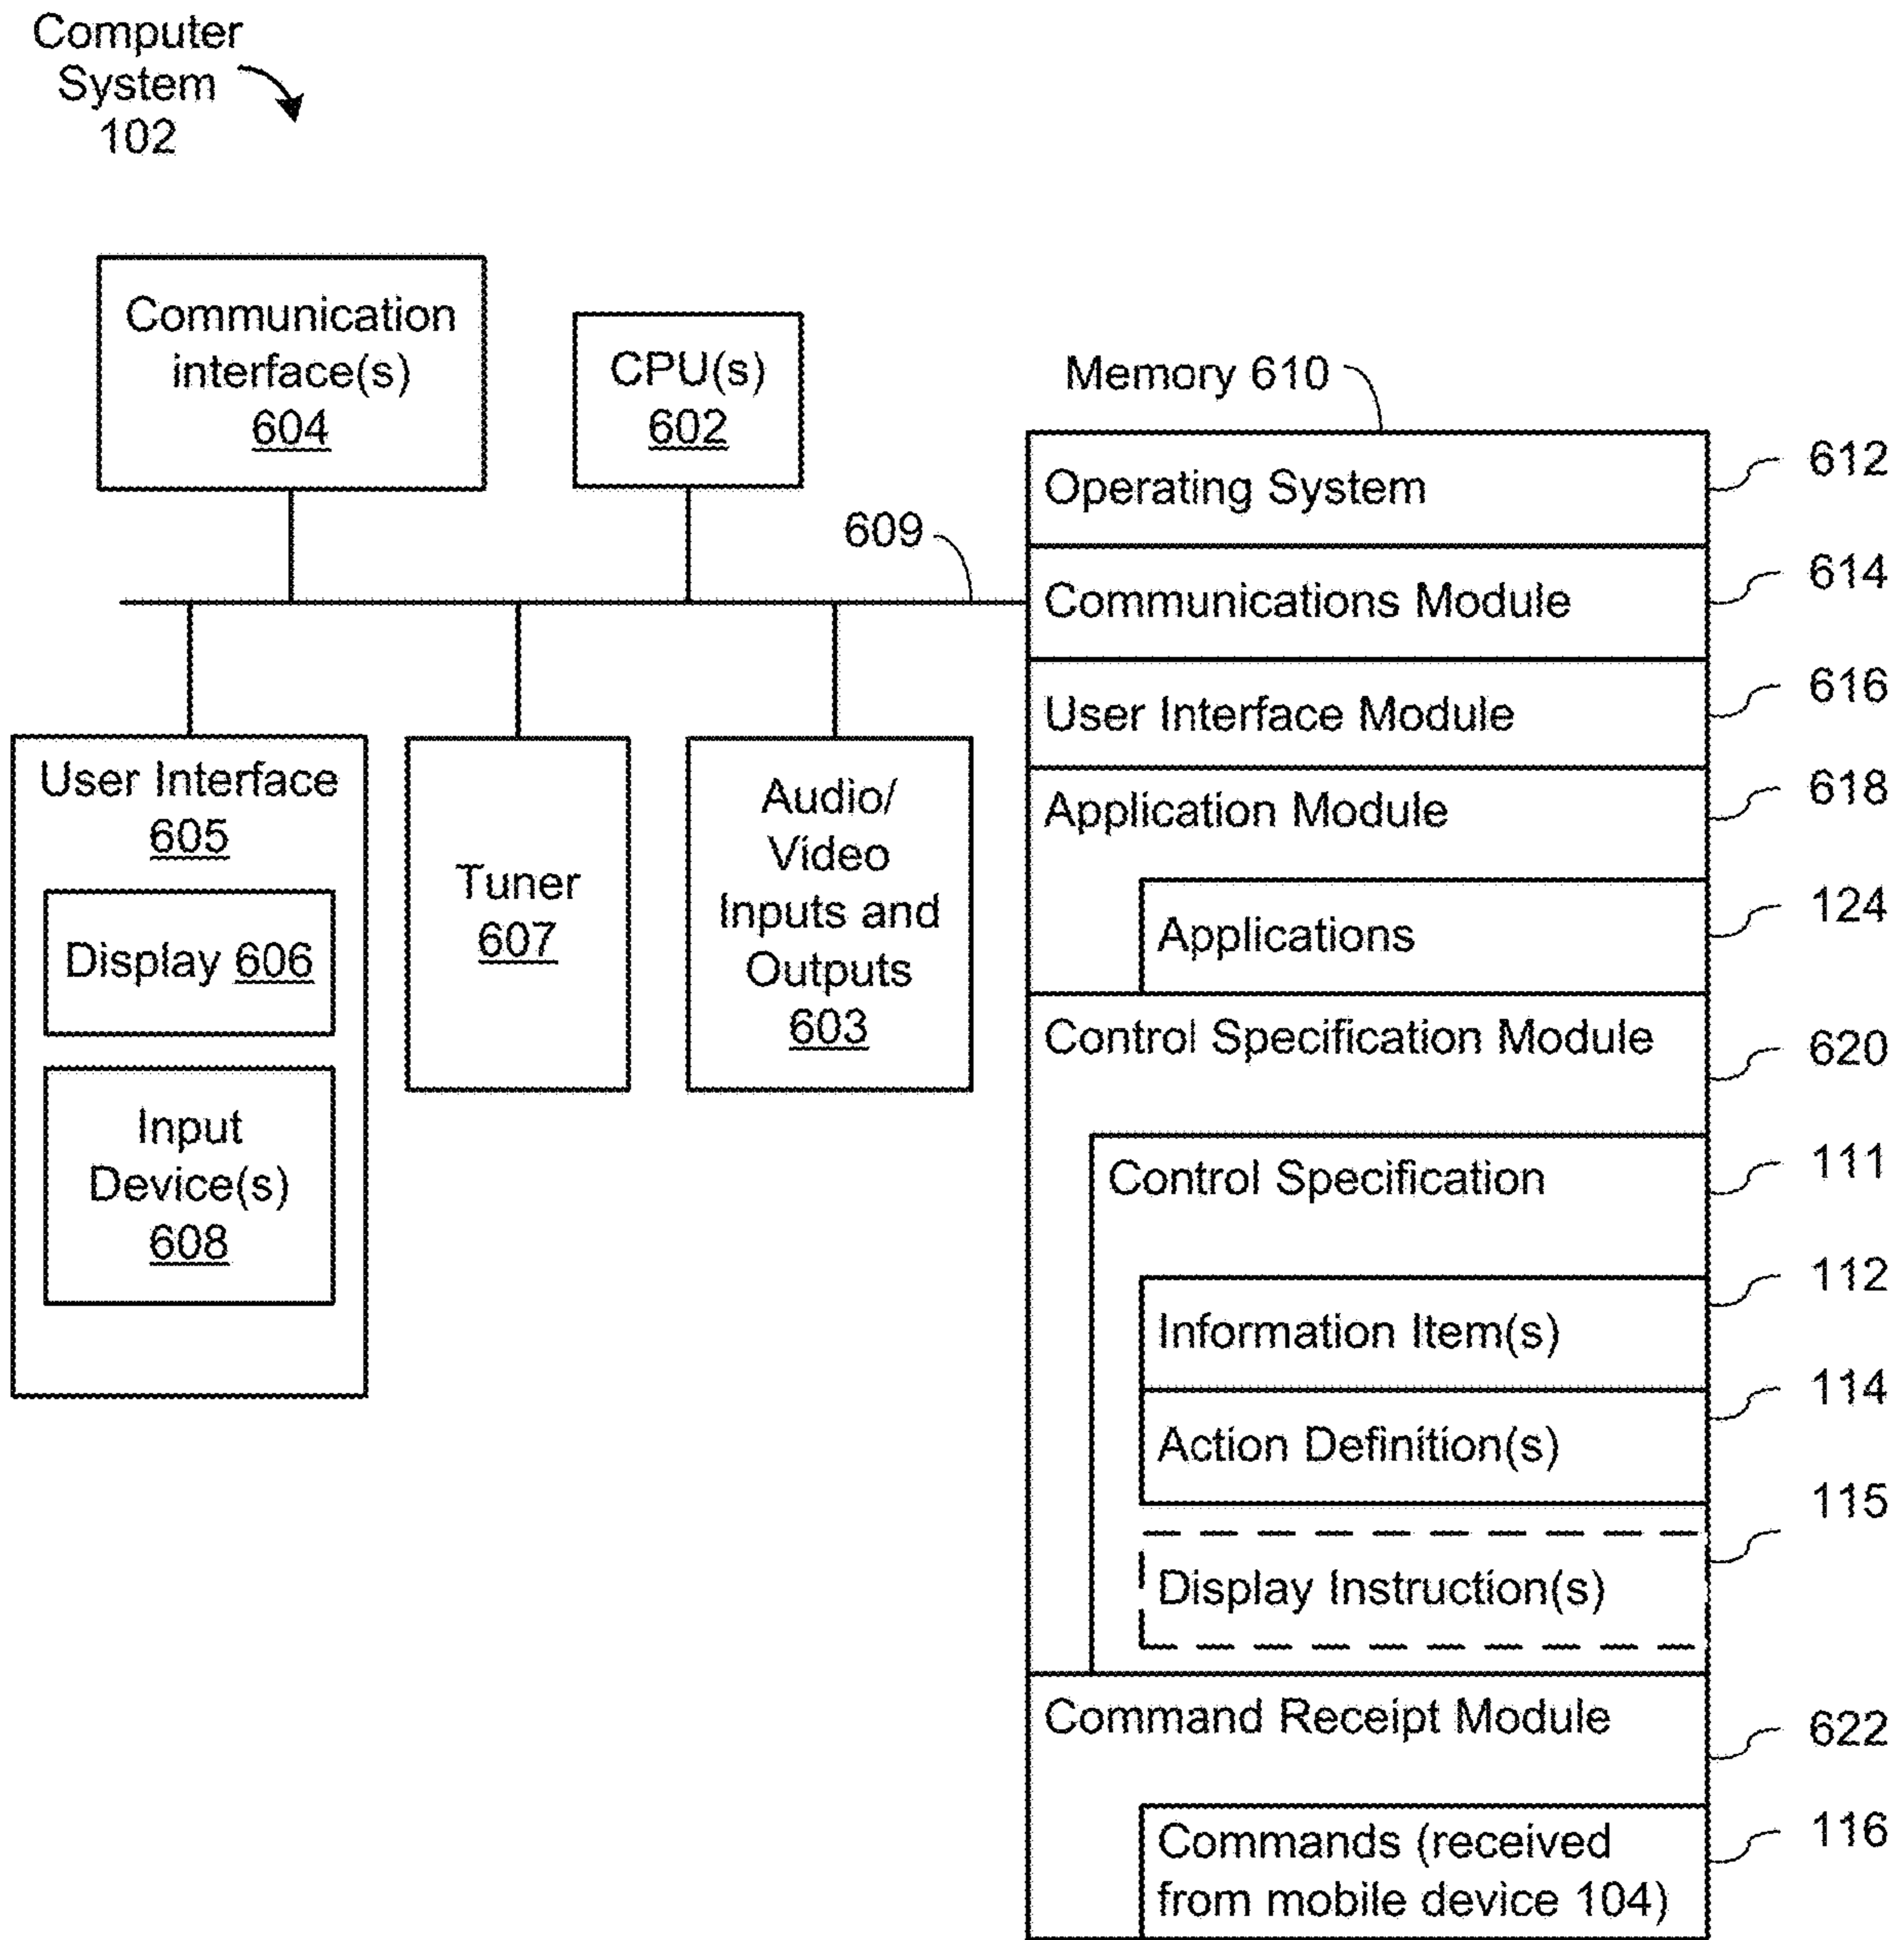 Computer
System
102
Communication
interface(s)
604
CPU(s)
602
609
User Interface
605
Display 606
Input
Device(s)
608
Tuner
607
Audio/
Video
Inputs and
Outputs
603
Memory 610
Operating System
612
Communications Module
614
User Interface Module
616
Application Module
618
Applications
124
Control Specification Module
620
Control Specification
111
Information Item(s)
112
Action Definition(s)
114
Display Instruction(s)
115
Command Receipt Module
622
Commands (received
from mobile device 104)
116